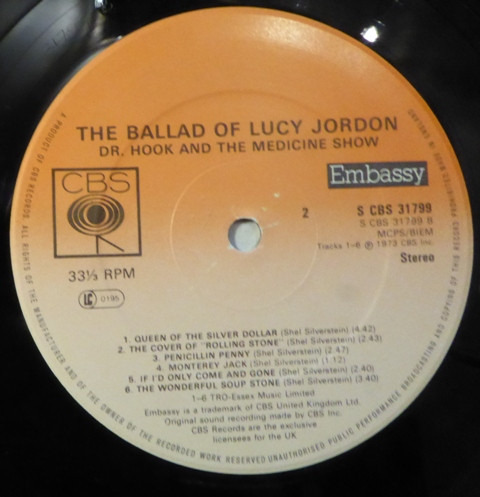 THE BALLAD OF LUCY JORDON
DR. HOOK AND THE MEDICINE SHOW
CBS
Embassy
2
S CBS 31799
S CBS 31799 B
MCPS/BIEM
Tracks 1-6 ℗ 1973 CBS Inc.
Stereo
33⅓ RPM
LC 0195
1. QUEEN OF THE SILVER DOLLAR (Shel Silverstein) (4.42)
2. THE COVER OF "ROLLING STONE" (Shel Silverstein) (2.43)
3. PENICILLIN PENNY (Shel Silverstein) (2.47)
4. MONTEREY JACK (Shel Silverstein) (1.12)
5. IF I'D ONLY COME AND GONE (Shel Silverstein) (2.40)
6. THE WONDERFUL SOUP STONE (Shel Silverstein) (3.40)
1-6 TRO-Essex Music Limited
Embassy is a trademark of CBS United Kingdom Ltd.
Original sound recording made by CBS Inc.
CBS Records are the exclusive
licensees for the UK
A PRODUCT OF CBS RECORDS. ALL RIGHTS OF THE MANUFACTURER AND OF THE OWNER OF THE RECORDED WORK RESERVED UNAUTHORISED PUBLIC PERFORMANCE BROADCASTING AND COPYING OF THIS RECORD PROHIBITED MADE IN ENGLAND